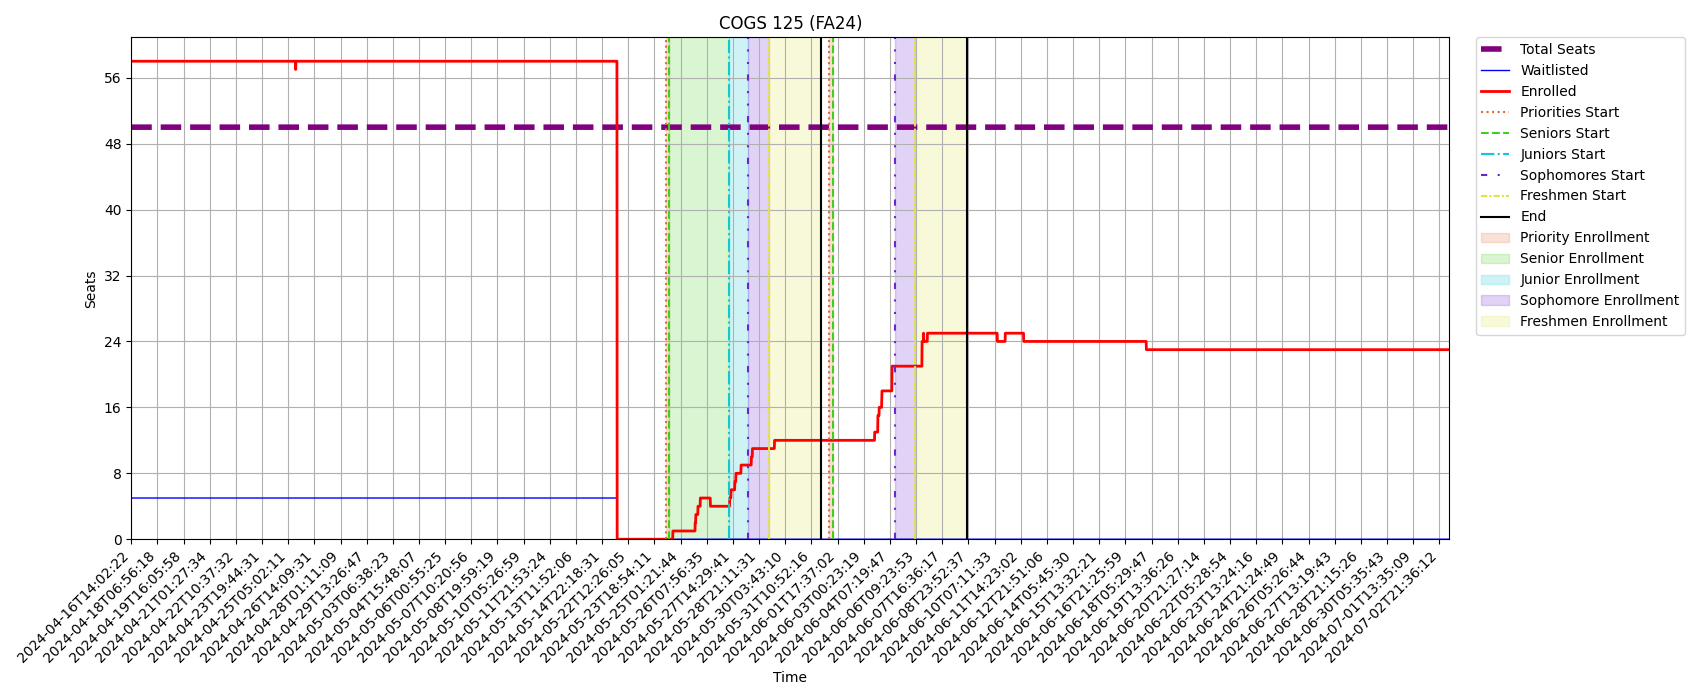 COGS 125 (FA24)
Total Seats
Waitlisted
Enrolled
Priorities Start
Seniors Start
Juniors Start
Sophomores Start
Freshmen Start
End
Priority Enrollment
Senior Enrollment
Junior Enrollment
Sophomore Enrollment
Freshmen Enrollment
Seats
56
48
40
32
24
16
8
0
2024-04-16T14:02:22
2024-04-18T06:56:18
2024-04-19T16:05:58
2024-04-21T01:27:34
2024-04-22T10:37:32
2024-04-23T19:44:31
2024-04-25T05:02:11
2024-04-26T14:09:31
2024-04-28T01:11:09
2024-04-29T13:26:47
2024-05-03T06:38:23
2024-05-04T15:48:07
2024-05-06T00:55:25
2024-05-07T10:20:56
2024-05-08T19:59:19
2024-05-10T05:26:59
2024-05-11T21:53:24
2024-05-13T11:52:06
2024-05-14T22:18:31
2024-05-22T12:26:05
2024-05-23T18:54:11
2024-05-25T01:21:44
2024-05-26T07:56:35
2024-05-27T14:29:41
2024-05-28T21:11:31
2024-05-30T03:43:10
2024-05-31T10:52:16
2024-06-01T17:37:02
2024-06-03T00:23:19
2024-06-04T07:19:47
2024-06-06T09:23:53
2024-06-07T16:36:17
2024-06-08T23:52:37
2024-06-10T07:11:33
2024-06-11T14:23:02
2024-06-12T21:51:06
2024-06-14T05:45:30
2024-06-15T13:32:21
2024-06-16T21:25:59
2024-06-18T05:29:47
2024-06-19T13:36:26
2024-06-20T21:27:14
2024-06-22T05:28:54
2024-06-23T13:24:16
2024-06-24T21:24:49
2024-06-26T05:26:44
2024-06-27T13:19:43
2024-06-28T21:15:26
2024-06-30T05:35:43
2024-07-01T13:35:09
2024-07-02T21:36:12
Time